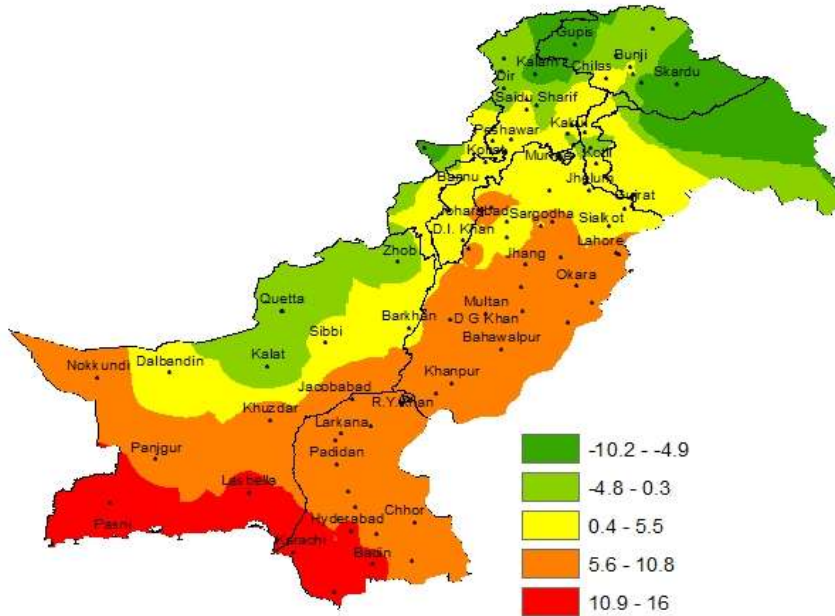 Gupis
Kalam
Chilas
Bunji
Skardu
Dir
Saidu Sharif
Peshawar
Kakul
Kohat
Murree
Kotli
Bannu
Jhelum
Gujrat
Joharabad
Sargodha
Sialkot
D.I. Khan
Lahore
Zhob
Jhang
Okara
Quetta
Multan
Barkhan
D G Khan
Sibbi
Bahawalpur
Nokkundi
Dalbandin
Kalat
Jacobabad
Khanpur
R.Y.Khan
Khuzdar
Larkana
Panjgur
Padidan
-10.2 - -4.9
-4.8 - 0.3
Lasbella
0.4 - 5.5
Pasni
Hyderabad
Chhor
Karachi
Badin
5.6 - 10.8
10.9 - 16